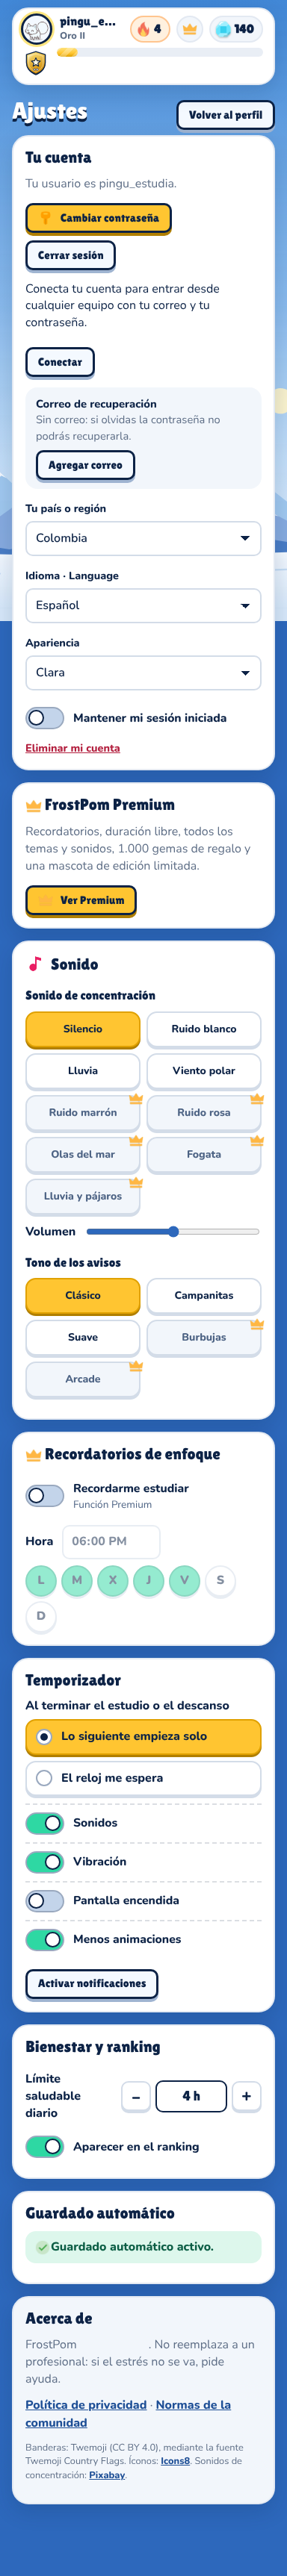 pingu_e...
Oro II
4
140
Ajustes
Volver al perfil
Tu cuenta
Tu usuario es pingu_estudia.
Cambiar contraseña
Cerrar sesión
Conecta tu cuenta para entrar desde
cualquier equipo con tu correo y tu
contraseña.
Conectar
Correo de recuperación
Sin correo: si olvidas la contraseña no
podrás recuperarla.
Agregar correo
Tu país o región
Colombia
Idioma · Language
Español
Apariencia
Clara
Mantener mi sesión iniciada
Eliminar mi cuenta
FrostPom Premium
Recordatorios, duración libre, todos los
temas y sonidos, 1.000 gemas de regalo y
una mascota de edición limitada.
Ver Premium
Sonido
Sonido de concentración
Silencio
Ruido blanco
Lluvia
Viento polar
Ruido marrón
Ruido rosa
Olas del mar
Fogata
Lluvia y pájaros
Volumen
Tono de los avisos
Clásico
Campanitas
Suave
Burbujas
Arcade
Recordatorios de enfoque
Recordarme estudiar
Función Premium
Hora 06:00 PM
L M X J V S
D
Temporizador
Al terminar el estudio o el descanso
Lo siguiente empieza solo
El reloj me espera
Sonidos
Vibración
Pantalla encendida
Menos animaciones
Activar notificaciones
Bienestar y ranking
Límite
saludable
diario
– 4 h +
Aparecer en el ranking
Guardado automático
Guardado automático activo.
Acerca de
FrostPom . No reemplaza a un
profesional: si el estrés no se va, pide
ayuda.
Política de privacidad · Normas de la
comunidad
Banderas: Twemoji (CC BY 4.0), mediante la fuente
Twemoji Country Flags. Íconos: Icons8. Sonidos de
concentración: Pixabay.